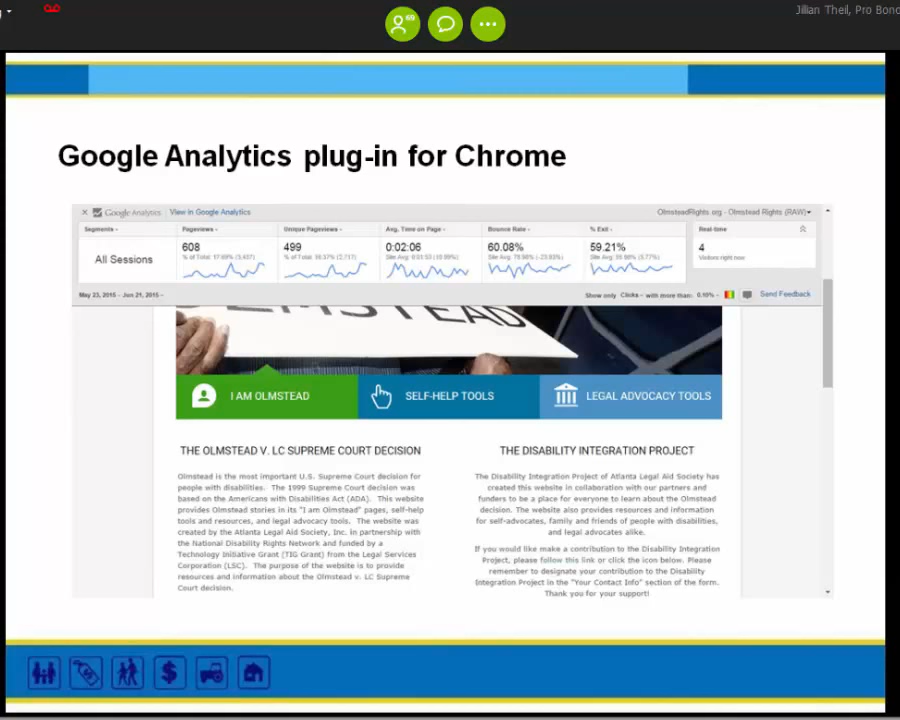 Jillian Theil, Pro Bono
69
Google Analytics plug-in for Chrome
Google Analytics View in Google Analytics OlmsteadRights.org - Olmstead Rights (RAW)
Segments Pageviews Unique Pageviews Avg. Time on Page Bounce Rate % Exit Real-time
All Sessions 608 499 0:02:06 60.08% 59.21% 4
% of Total: Site Avg: Visitors right now
May 23, 2015 - Jun 21, 2015 Show only Clicks with more than: 0.10% Send Feedback
OLMSTEAD
I AM OLMSTEAD SELF-HELP TOOLS LEGAL ADVOCACY TOOLS
THE OLMSTEAD V. LC SUPREME COURT DECISION
Olmstead is the most important U.S. Supreme Court decision for
people with disabilities. The 1999 Supreme Court decision was
based on the Americans with Disabilities Act (ADA). This website
provides Olmstead stories in its "I am Olmstead" pages, self-help
tools and resources, and legal advocacy tools. The website was
created by the Atlanta Legal Aid Society, Inc. in partnership with
the National Disability Rights Network and funded by a
Technology Initiative Grant (TIG Grant) from the Legal Services
Corporation (LSC). The purpose of the website is to provide
resources and information about the Olmstead v. LC Supreme
Court decision.
THE DISABILITY INTEGRATION PROJECT
The Disability Integration Project of Atlanta Legal Aid Society has
created this website in collaboration with our partners and
funders to be a place for everyone to learn about the Olmstead
decision. The website also provides resources and information
for self-advocates, family and friends of people with disabilities,
and legal advocates alike.
If you would like make a contribution to the Disability Integration
Project, please follow this link or click the icon below. Please
remember to designate your contribution to the Disability
Integration Project in the "Your Contact Info" section of the form.
Thank you for your support!